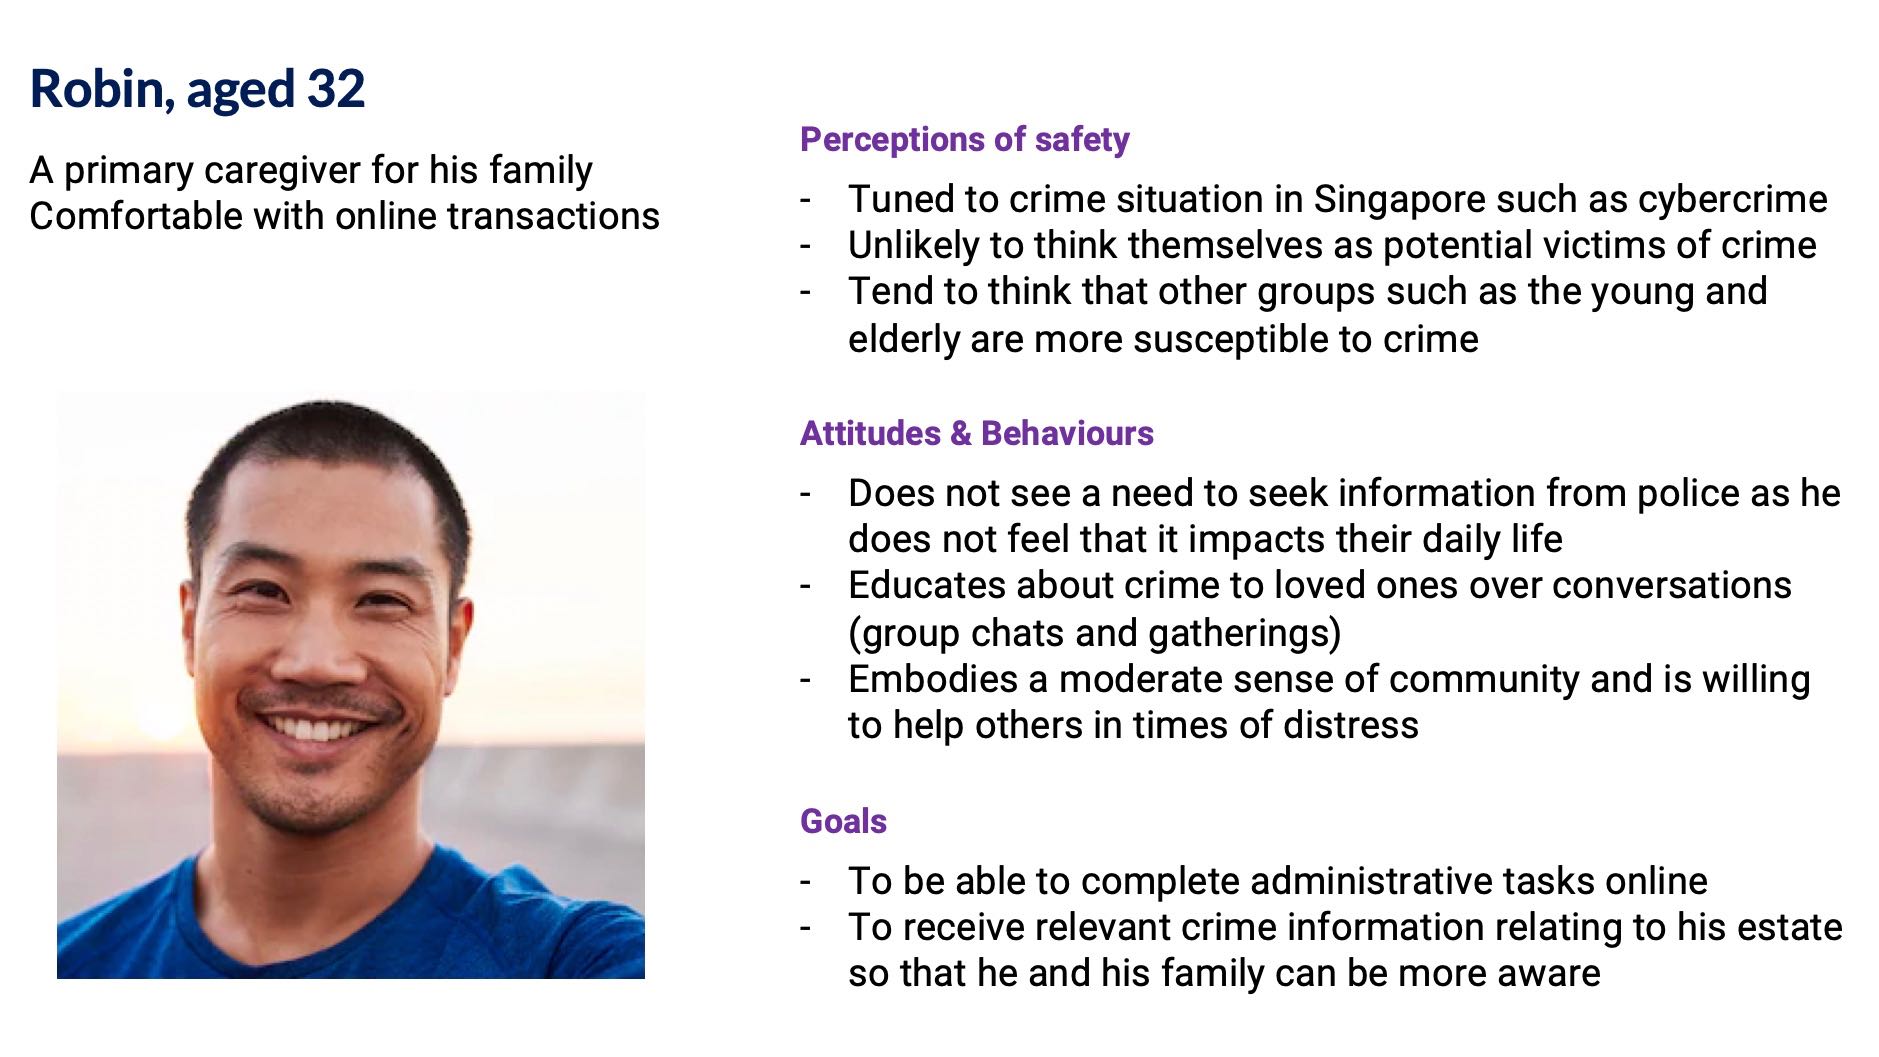 Robin, aged 32
A primary caregiver for his family
Comfortable with online transactions
Perceptions of safety
- Tuned to crime situation in Singapore such as cybercrime
- Unlikely to think themselves as potential victims of crime
- Tend to think that other groups such as the young and
elderly are more susceptible to crime
Attitudes & Behaviours
- Does not see a need to seek information from police as he
does not feel that it impacts their daily life
- Educates about crime to loved ones over conversations
(group chats and gatherings)
- Embodies a moderate sense of community and is willing
to help others in times of distress
Goals
- To be able to complete administrative tasks online
- To receive relevant crime information relating to his estate
so that he and his family can be more aware